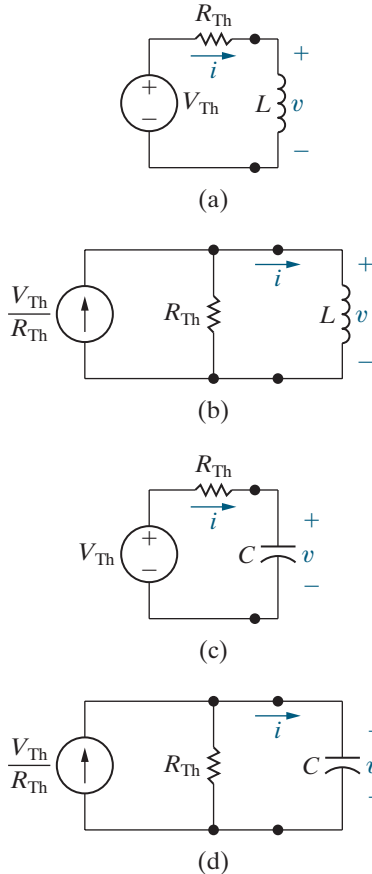 R_Th
i
+
−
V_Th
L
+
v
−
(a)
V_Th
R_Th
R_Th
i
L
+
v
−
(b)
R_Th
i
V_Th
+
−
C
+
v
−
(c)
V_Th
R_Th
R_Th
i
C
v
(d)